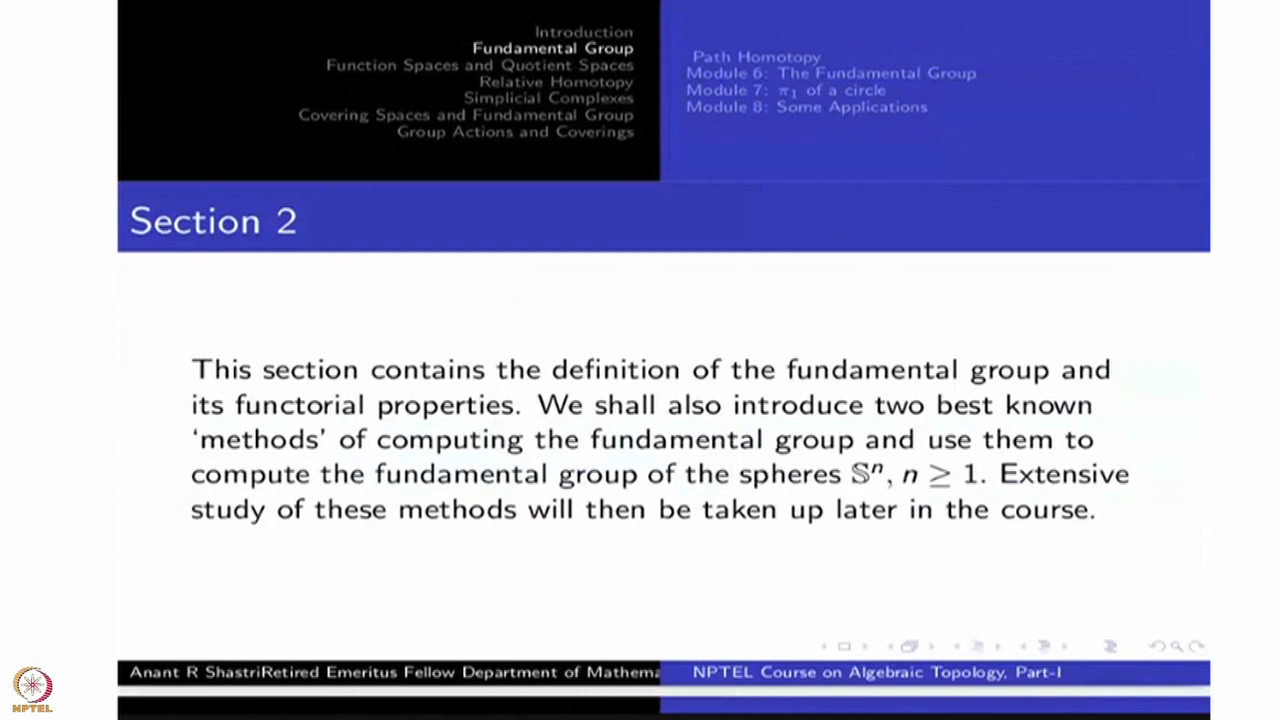 Introduction
Fundamental Group
Function Spaces and Quotient Spaces
Relative Homotopy
Simplicial Complexes
Covering Spaces and Fundamental Group
Group Actions and Coverings
Path Homotopy
Module 6: The Fundamental Group
Module 7: π₁ of a circle
Module 8: Some Applications
Section 2
This section contains the definition of the fundamental group and
its functorial properties. We shall also introduce two best known
‘methods’ of computing the fundamental group and use them to
compute the fundamental group of the spheres 𝕊ⁿ, n ≥ 1. Extensive
study of these methods will then be taken up later in the course.
Anant R ShastriRetired Emeritus Fellow Department of Mathema
NPTEL Course on Algebraic Topology, Part-I
NPTEL